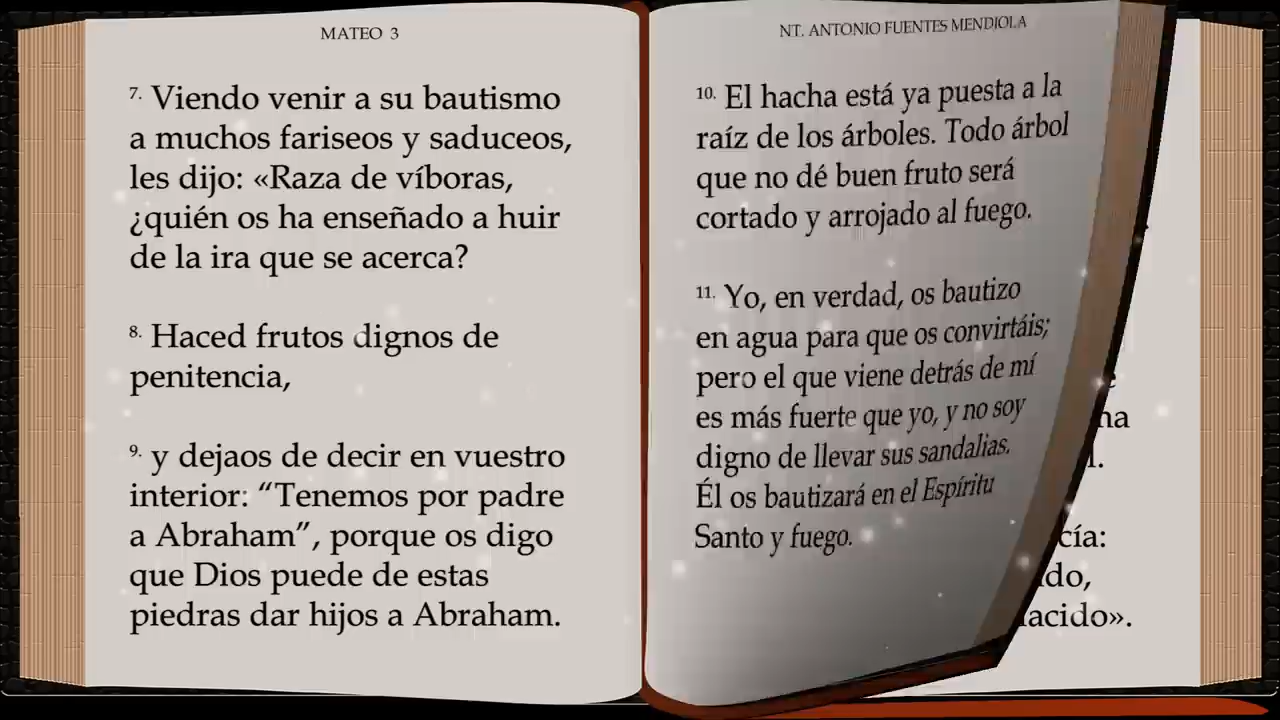 MATEO 3
7. Viendo venir a su bautismo
a muchos fariseos y saduceos,
les dijo: «Raza de víboras,
¿quién os ha enseñado a huir
de la ira que se acerca?
8. Haced frutos dignos de
penitencia,
9. y dejaos de decir en vuestro
interior: “Tenemos por padre
a Abraham”, porque os digo
que Dios puede de estas
piedras dar hijos a Abraham.
NT. ANTONIO FUENTES MENDIOLA
10. El hacha está ya puesta a la
raíz de los árboles. Todo árbol
que no dé buen fruto será
cortado y arrojado al fuego.
11. Yo, en verdad, os bautizo
en agua para que os convirtáis;
pero el que viene detrás de mí
es más fuerte que yo, y no soy
digno de llevar sus sandalias.
Él os bautizará en el Espíritu
Santo y fuego.